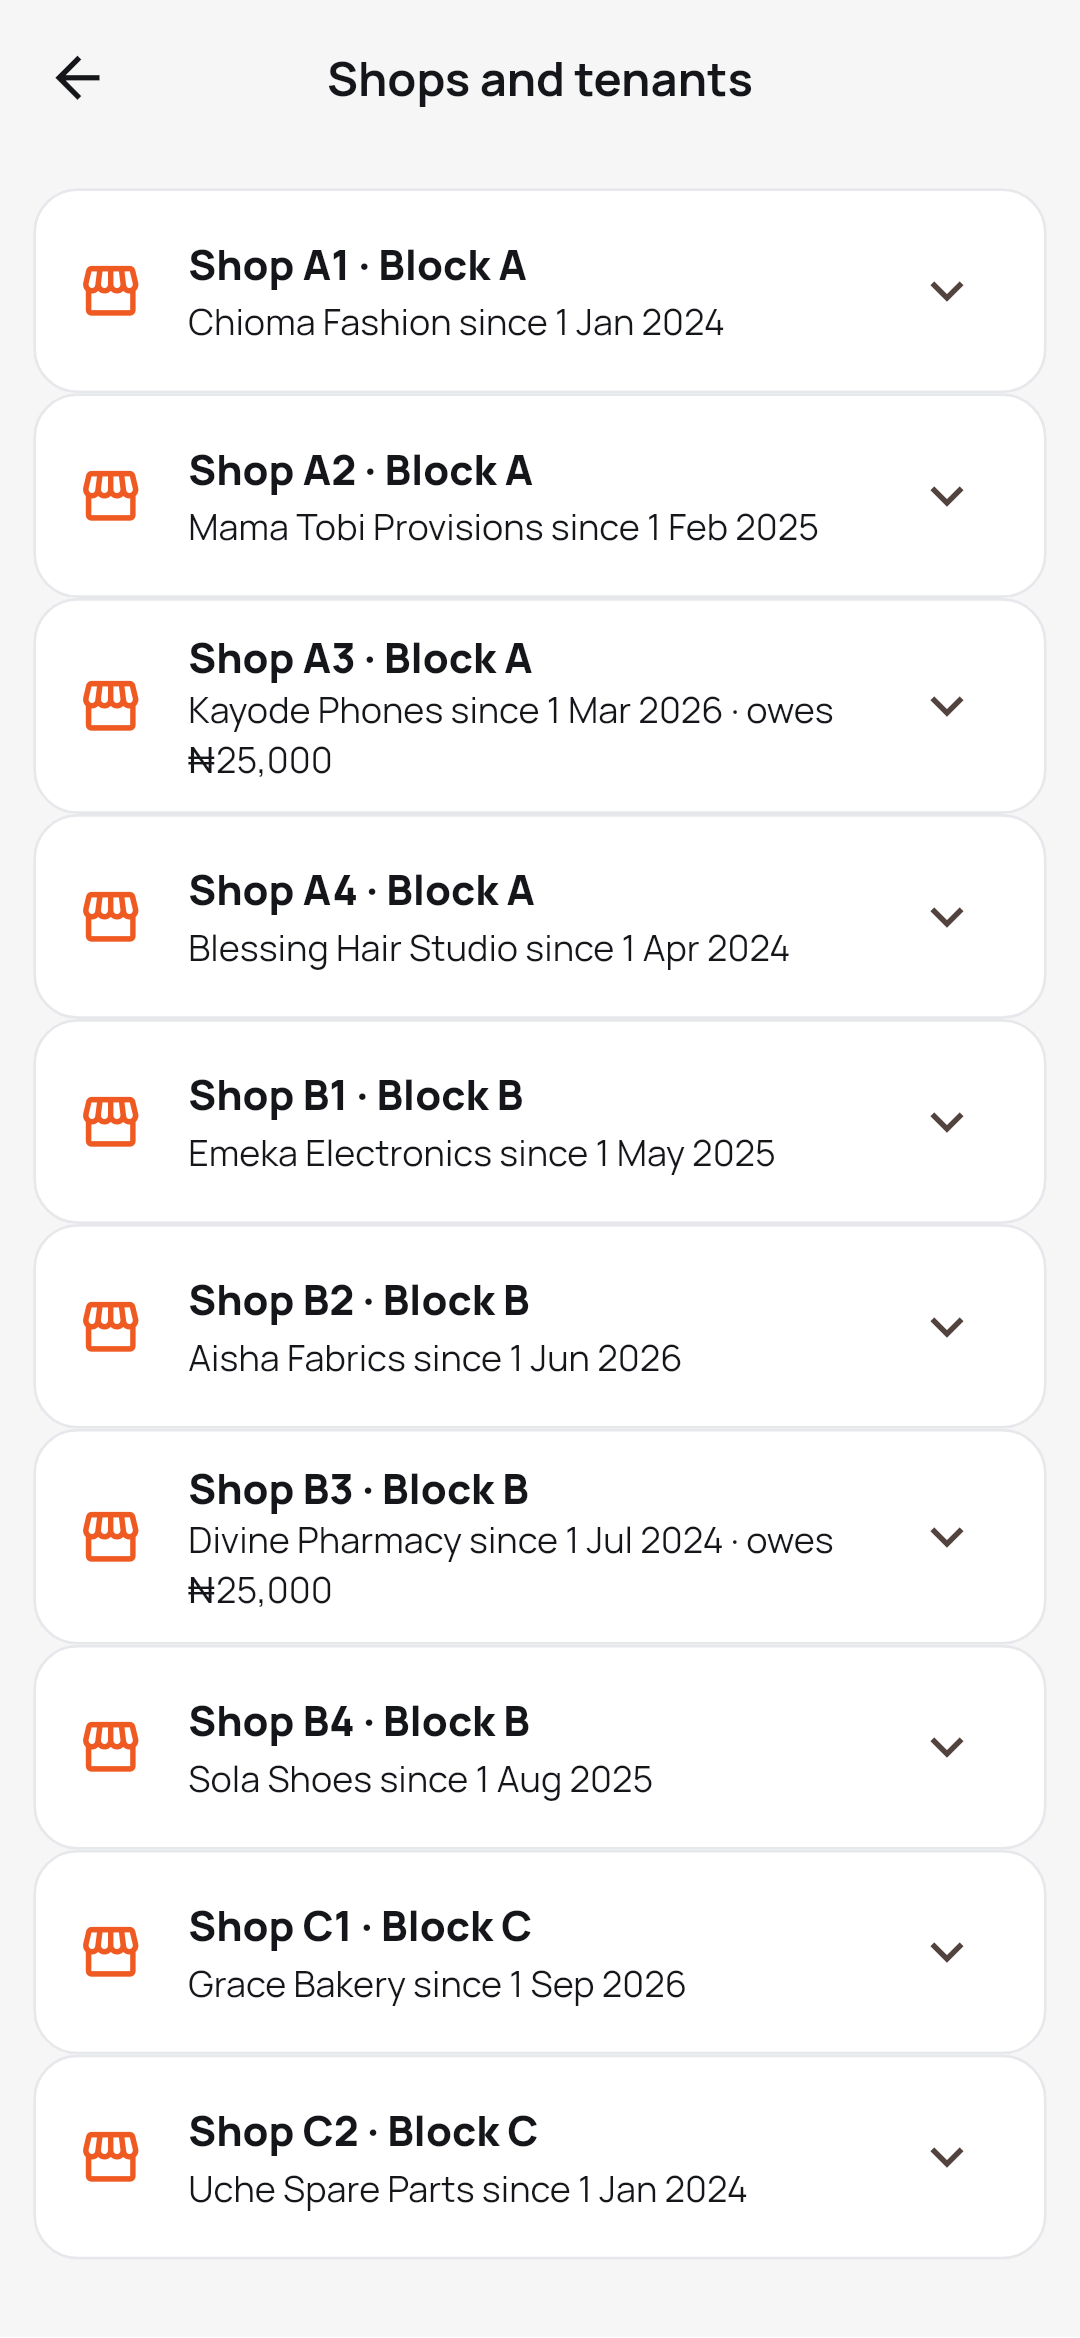 Shops and tenants
Shop A1 · Block A
Chioma Fashion since 1 Jan 2024
Shop A2 · Block A
Mama Tobi Provisions since 1 Feb 2025
Shop A3 · Block A
Kayode Phones since 1 Mar 2026 · owes
₦25,000
Shop A4 · Block A
Blessing Hair Studio since 1 Apr 2024
Shop B1 · Block B
Emeka Electronics since 1 May 2025
Shop B2 · Block B
Aisha Fabrics since 1 Jun 2026
Shop B3 · Block B
Divine Pharmacy since 1 Jul 2024 · owes
₦25,000
Shop B4 · Block B
Sola Shoes since 1 Aug 2025
Shop C1 · Block C
Grace Bakery since 1 Sep 2026
Shop C2 · Block C
Uche Spare Parts since 1 Jan 2024